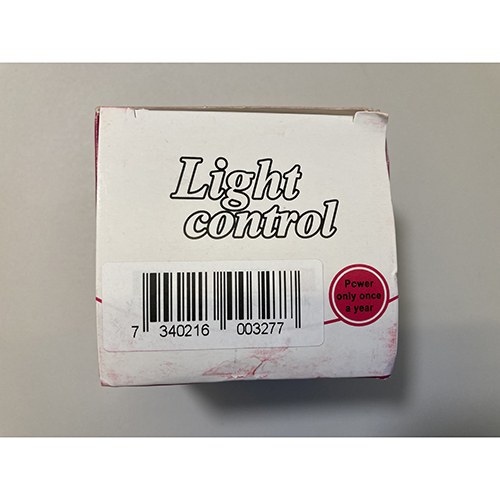 Light
control
Power
only once
a year
7 340216 003277